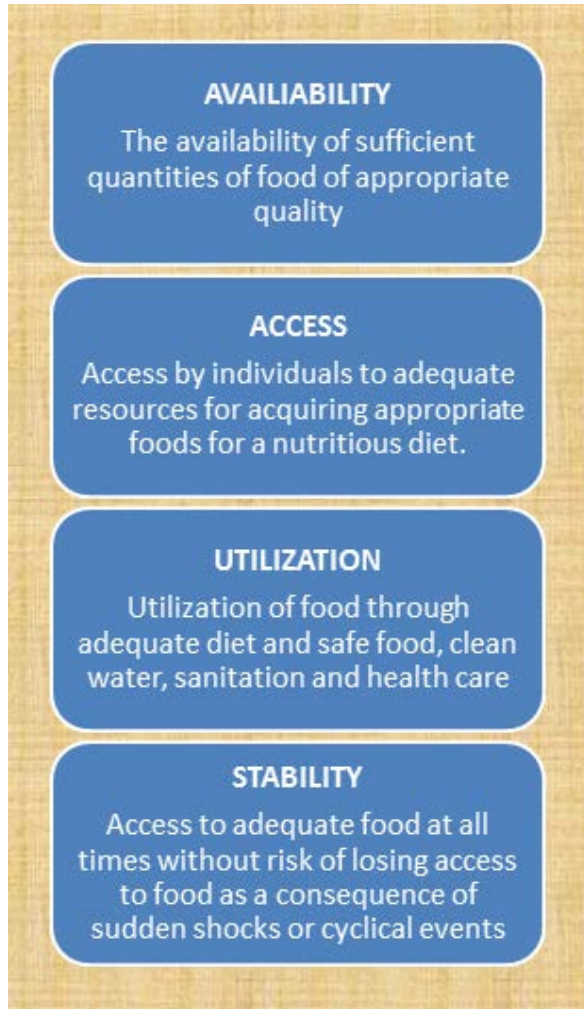 AVAILIABILITY
The availability of sufficient
quantities of food of appropriate
quality
ACCESS
Access by individuals to adequate
resources for acquiring appropriate
foods for a nutritious diet.
UTILIZATION
Utilization of food through
adequate diet and safe food, clean
water, sanitation and health care
STABILITY
Access to adequate food at all
times without risk of losing access
to food as a consequence of
sudden shocks or cyclical events